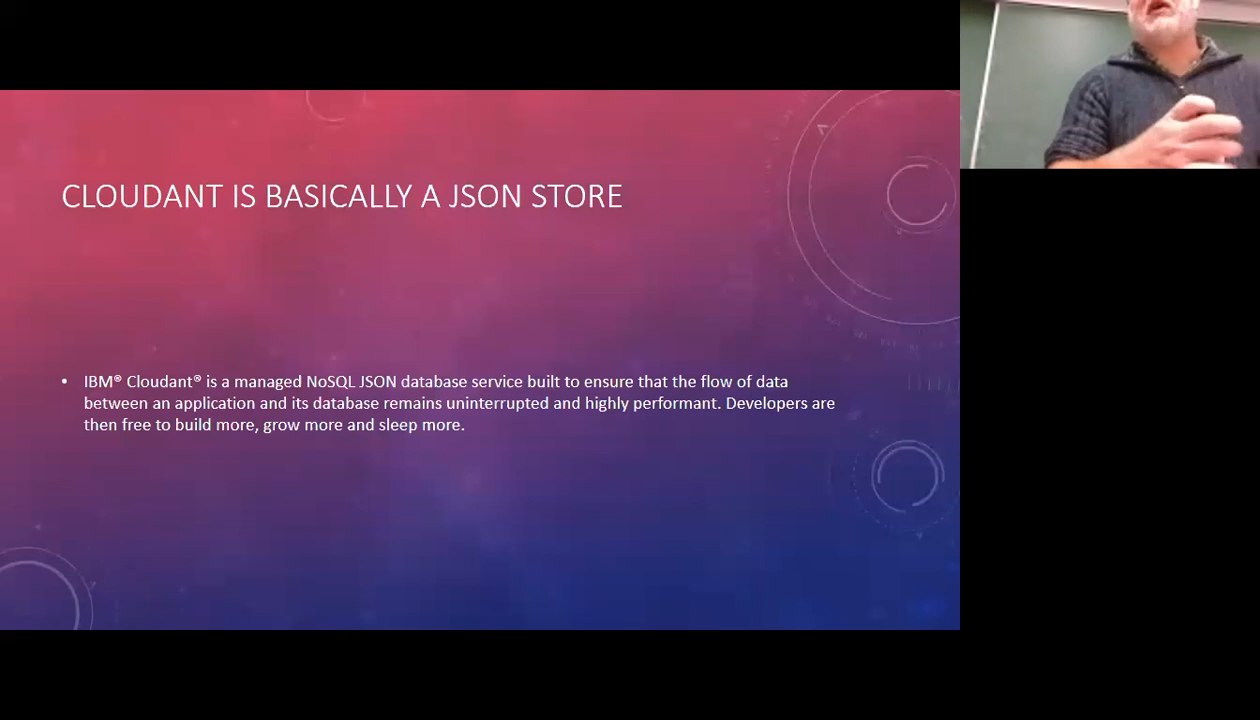 CLOUDANT IS BASICALLY A JSON STORE
• IBM® Cloudant® is a managed NoSQL JSON database service built to ensure that the flow of data
between an application and its database remains uninterrupted and highly performant. Developers are
then free to build more, grow more and sleep more.